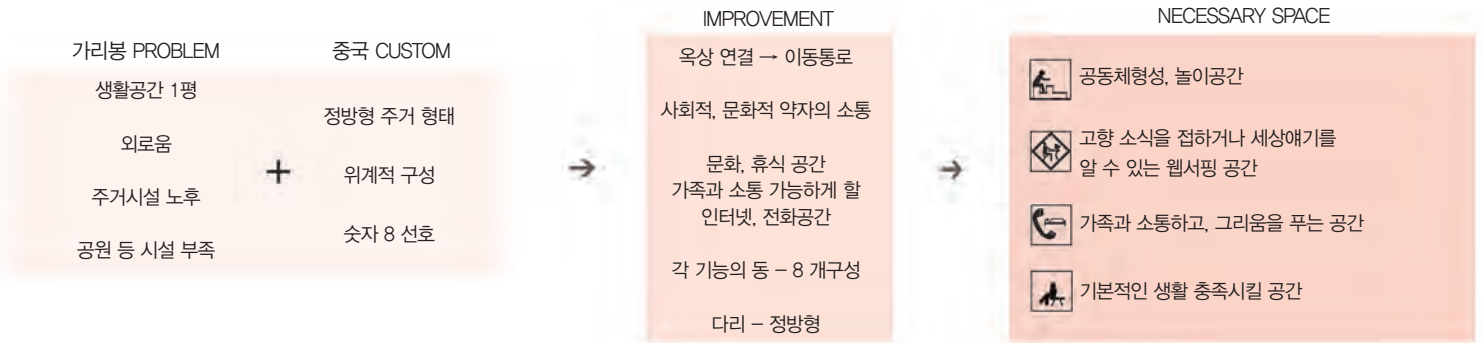 가리봉 PROBLEM
생활공간 1평
외로움
주거시설 노후
공원 등 시설 부족
+
중국 CUSTOM
정방형 주거 형태
위계적 구성
숫자 8 선호
→
IMPROVEMENT
옥상 연결 → 이동통로
사회적, 문화적 약자의 소통
문화, 휴식 공간
가족과 소통 가능하게 할
인터넷, 전화공간
각 기능의 동 – 8 개구성
다리 – 정방형
→
NECESSARY SPACE
공동체형성, 놀이공간
고향 소식을 접하거나 세상얘기를
알 수 있는 웹서핑 공간
가족과 소통하고, 그리움을 푸는 공간
기본적인 생활 충족시킬 공간